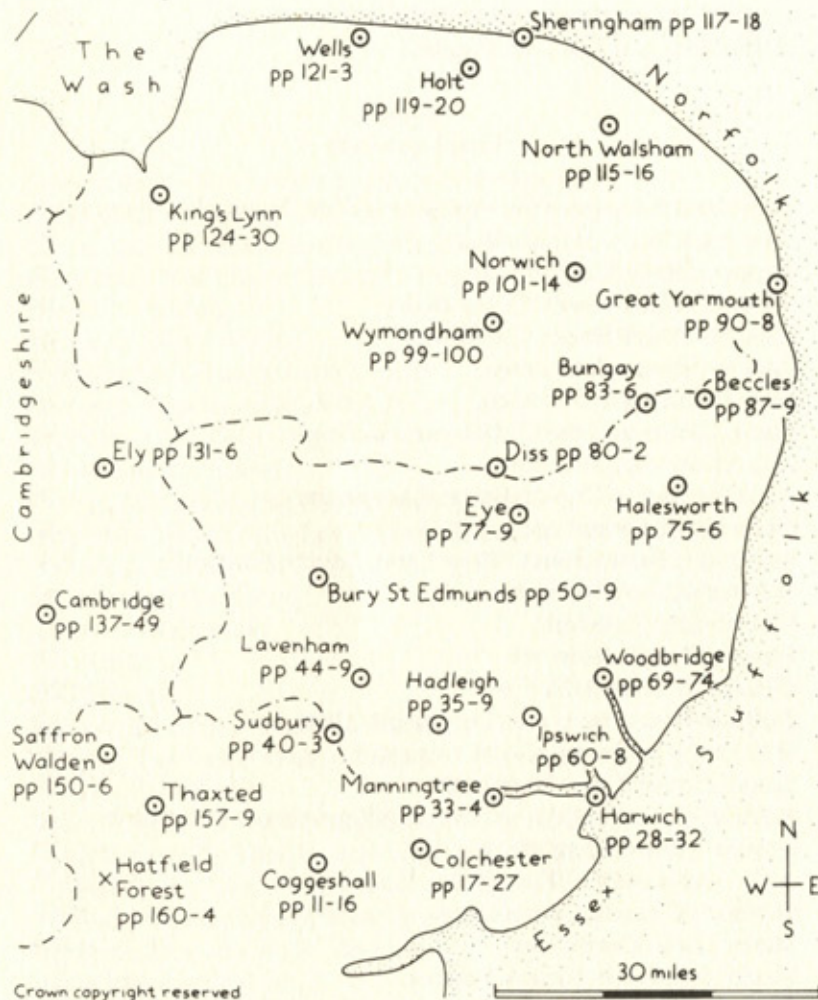 Sheringham pp 117-18
The
Wash
Wells
pp 121-3
Holt
pp 119-20
Norfolk
North Walsham
pp 115-16
King's Lynn
pp 124-30
Norwich
pp 101-14
Great Yarmouth
pp 90-8
Wymondham
pp 99-100
Cambridgeshire
Bungay
pp 83-6
Beccles
pp 87-9
Ely pp 131-6
Diss pp 80-2
Eye
pp 77-9
Halesworth
pp 75-6
Suffolk
Bury St Edmunds pp 50-9
Cambridge
pp 137-49
Lavenham
pp 44-9
Hadleigh
pp 35-9
Woodbridge
pp 69-74
Sudbury
pp 40-3
Ipswich
pp 60-8
Saffron
Walden
pp 150-6
Thaxted
pp 157-9
Manningtree
pp 33-4
Harwich
pp 28-32
Hatfield
Forest
pp 160-4
Coggeshall
pp 11-16
Colchester
pp 17-27
Essex
N
W E
S
30 miles
Crown copyright reserved